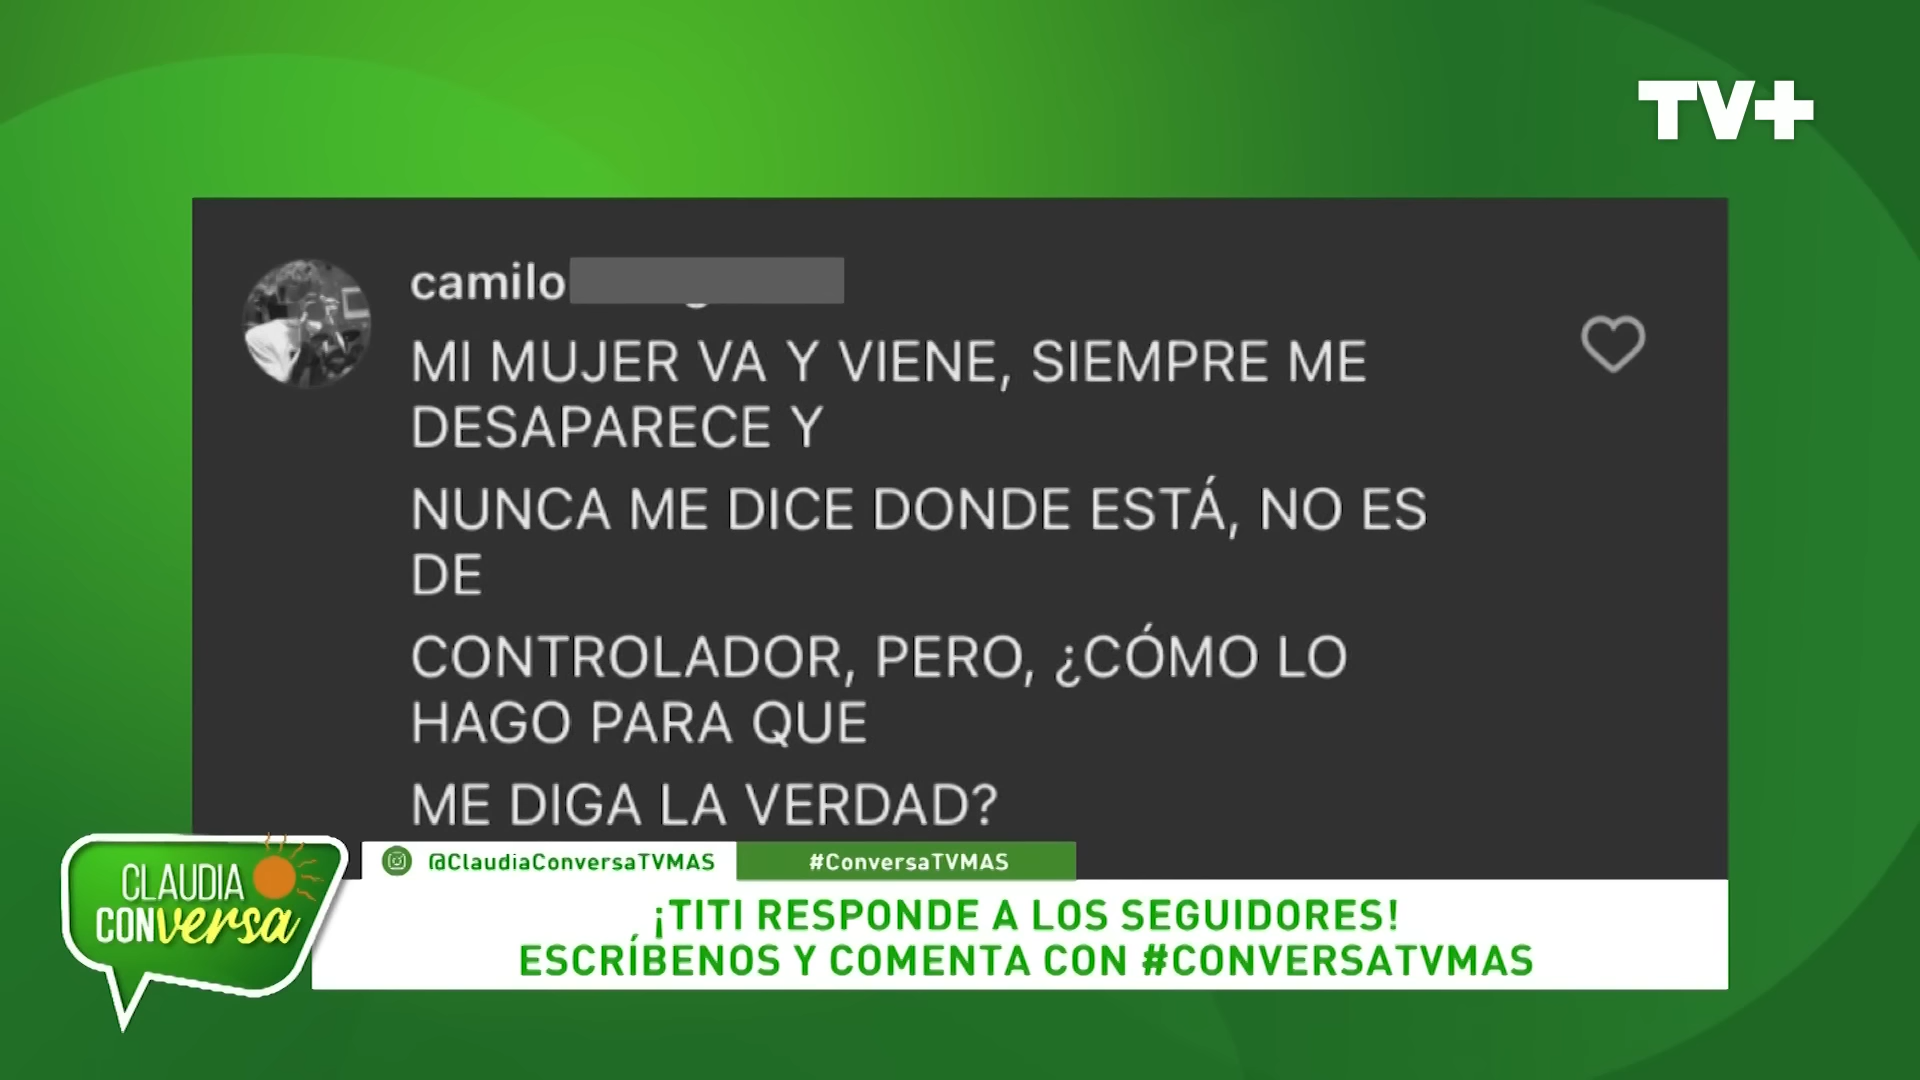 TV+
camilo
MI MUJER VA Y VIENE, SIEMPRE ME
DESAPARECE Y
NUNCA ME DICE DONDE ESTÁ, NO ES
DE
CONTROLADOR, PERO, ¿CÓMO LO
HAGO PARA QUE
ME DIGA LA VERDAD?
@ClaudiaConversaTVMAS #ConversaTVMAS
CLAUDIA
CONversa
¡TITI RESPONDE A LOS SEGUIDORES!
ESCRÍBENOS Y COMENTA CON #CONVERSATVMAS